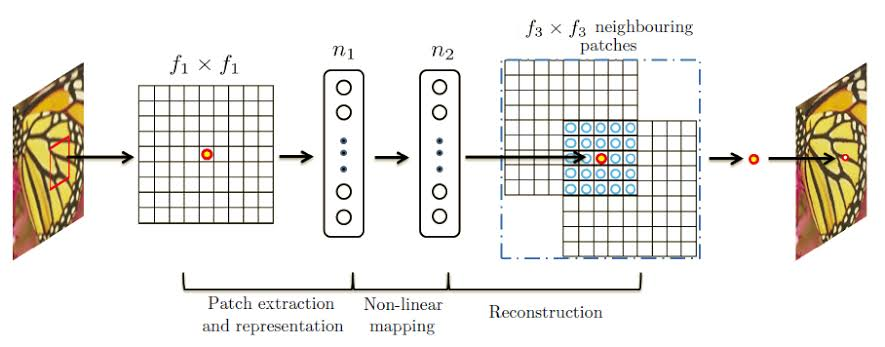 f₃ × f₃ neighbouring
patches
f₁ × f₁
n₁
n₂
Patch extraction
and representation
Non-linear
mapping
Reconstruction